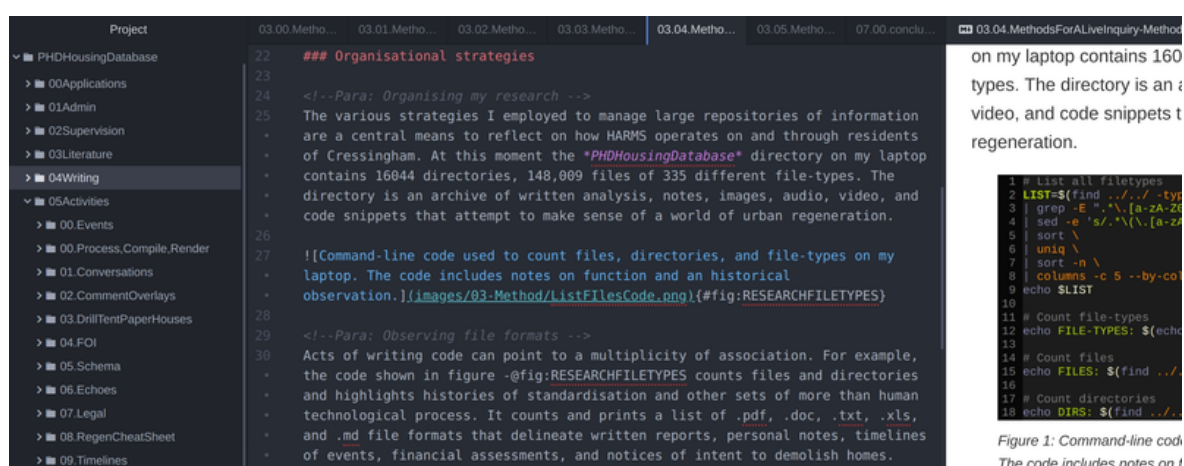 Project
PHDHousingDatabase
00Applications
01Admin
02Supervision
03Literature
04Writing
05Activities
00.Events
00.Process,Compile,Render
01.Conversations
02.CommentOverlays
03.DrillTentPaperHouses
04.FOI
05.Schema
06.Echoes
07.Legal
08.RegenCheatSheet
09.Timelines
03.00.Metho... 03.01.Metho... 03.02.Metho... 03.03.Metho... 03.04.Metho... 03.05.Metho... 07.00.conclu...
22 ### Organisational strategies
23
24 <!--Para: Organising my research -->
25 The various strategies I employed to manage large repositories of information
are a central means to reflect on how HARMS operates on and through residents
of Cressingham. At this moment the *PHDHousingDatabase* directory on my laptop
contains 16044 directories, 148,009 files of 335 different file-types. The
directory is an archive of written analysis, notes, images, audio, video, and
code snippets that attempt to make sense of a world of urban regeneration.
26
27 ![Command-line code used to count files, directories, and file-types on my
laptop. The code includes notes on function and an historical
observation.](images/03-Method/ListFIlesCode.png){#fig:RESEARCHFILETYPES}
28
29 <!--Para: Observing file formats -->
30 Acts of writing code can point to a multiplicity of association. For example,
the code shown in figure -@fig:RESEARCHFILETYPES counts files and directories
and highlights histories of standardisation and other sets of more than human
technological process. It counts and prints a list of .pdf, .doc, .txt, .xls,
and .md file formats that delineate written reports, personal notes, timelines
of events, financial assessments, and notices of intent to demolish homes.
03.04.MethodsForALiveInquiry-Method
on my laptop contains 160
types. The directory is an a
video, and code snippets t
regeneration.
1 # List all filetypes
2 LIST=$(find ../../ -typ
3 | grep -E ".*\.[a-zA-Z0
4 | sed -e 's/.*\(\.[a-zA
5 | sort \
6 | uniq \
7 | sort -n \
8 | columns -c 5 --by-col
9 echo $LIST
10
11 # Count file-types
12 echo FILE-TYPES: $(echo
13
14 # Count files
15 echo FILES: $(find ../.
16
17 # Count directories
18 echo DIRS: $(find ../..
Figure 1: Command-line code
The code includes notes on f